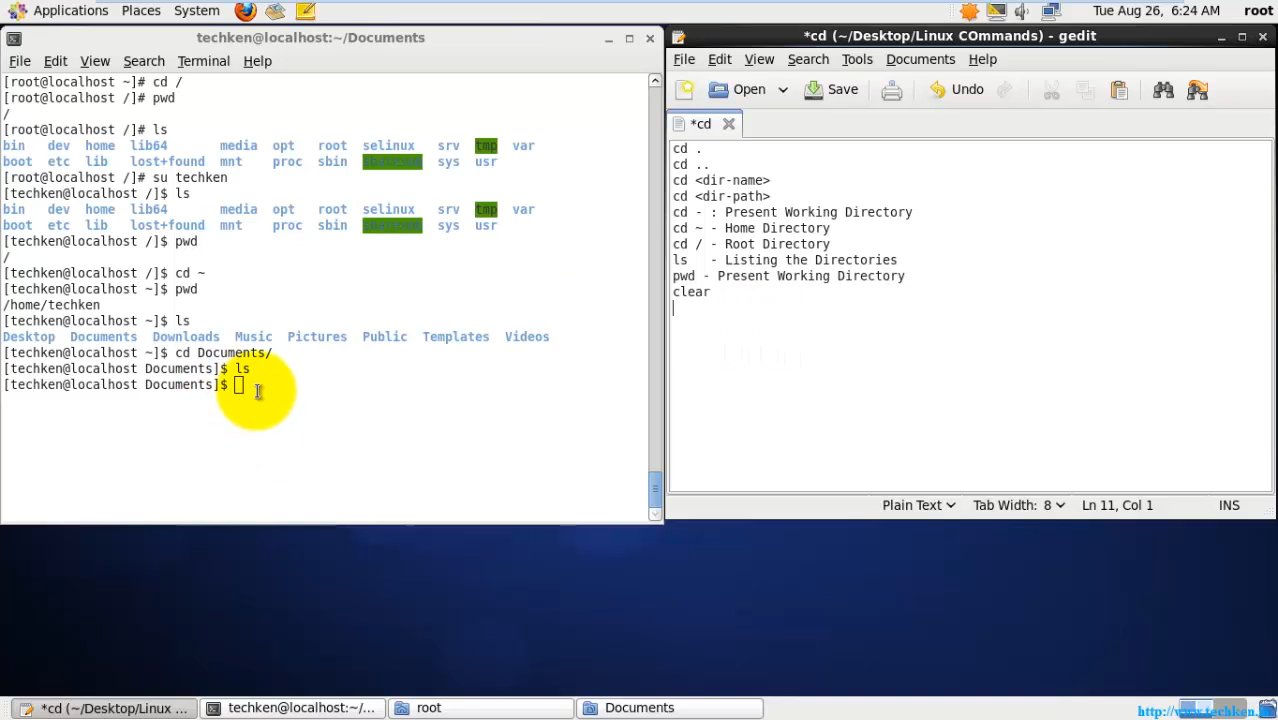 Applications Places System Tue Aug 26, 6:24 AM root
techken@localhost:~/Documents
File Edit View Search Terminal Help
[root@localhost ~]# cd /
[root@localhost /]# pwd
/
[root@localhost /]# ls
bin dev home lib64 media opt root selinux srv tmp var
boot etc lib lost+found mnt proc sbin sys usr
[root@localhost /]# su techken
[techken@localhost /]$ ls
bin dev home lib64 media opt root selinux srv tmp var
boot etc lib lost+found mnt proc sbin sys usr
[techken@localhost /]$ pwd
/
[techken@localhost /]$ cd ~
[techken@localhost ~]$ pwd
/home/techken
[techken@localhost ~]$ ls
Desktop Documents Downloads Music Pictures Public Templates Videos
[techken@localhost ~]$ cd Documents/
[techken@localhost Documents]$ ls
[techken@localhost Documents]$
*cd (~/Desktop/Linux COmmands) - gedit
File Edit View Search Tools Documents Help
Open Save Undo
*cd
cd .
cd ..
cd <dir-name>
cd <dir-path>
cd - : Present Working Directory
cd ~ - Home Directory
cd / - Root Directory
ls - Listing the Directories
pwd - Present Working Directory
clear
Plain Text Tab Width: 8 Ln 11, Col 1 INS
*cd (~/Desktop/Linux ... techken@localhost:~/... root Documents